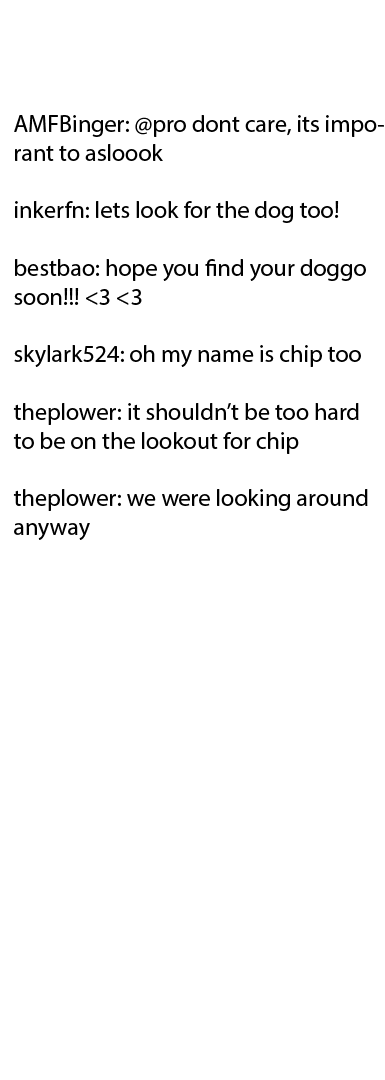 AMFBinger: @pro dont care, its impo-
rant to asloook
inkerfn: lets look for the dog too!
bestbao: hope you find your doggo
soon!!! <3 <3
skylark524: oh my name is chip too
theplower: it shouldn’t be too hard
to be on the lookout for chip
theplower: we were looking around
anyway